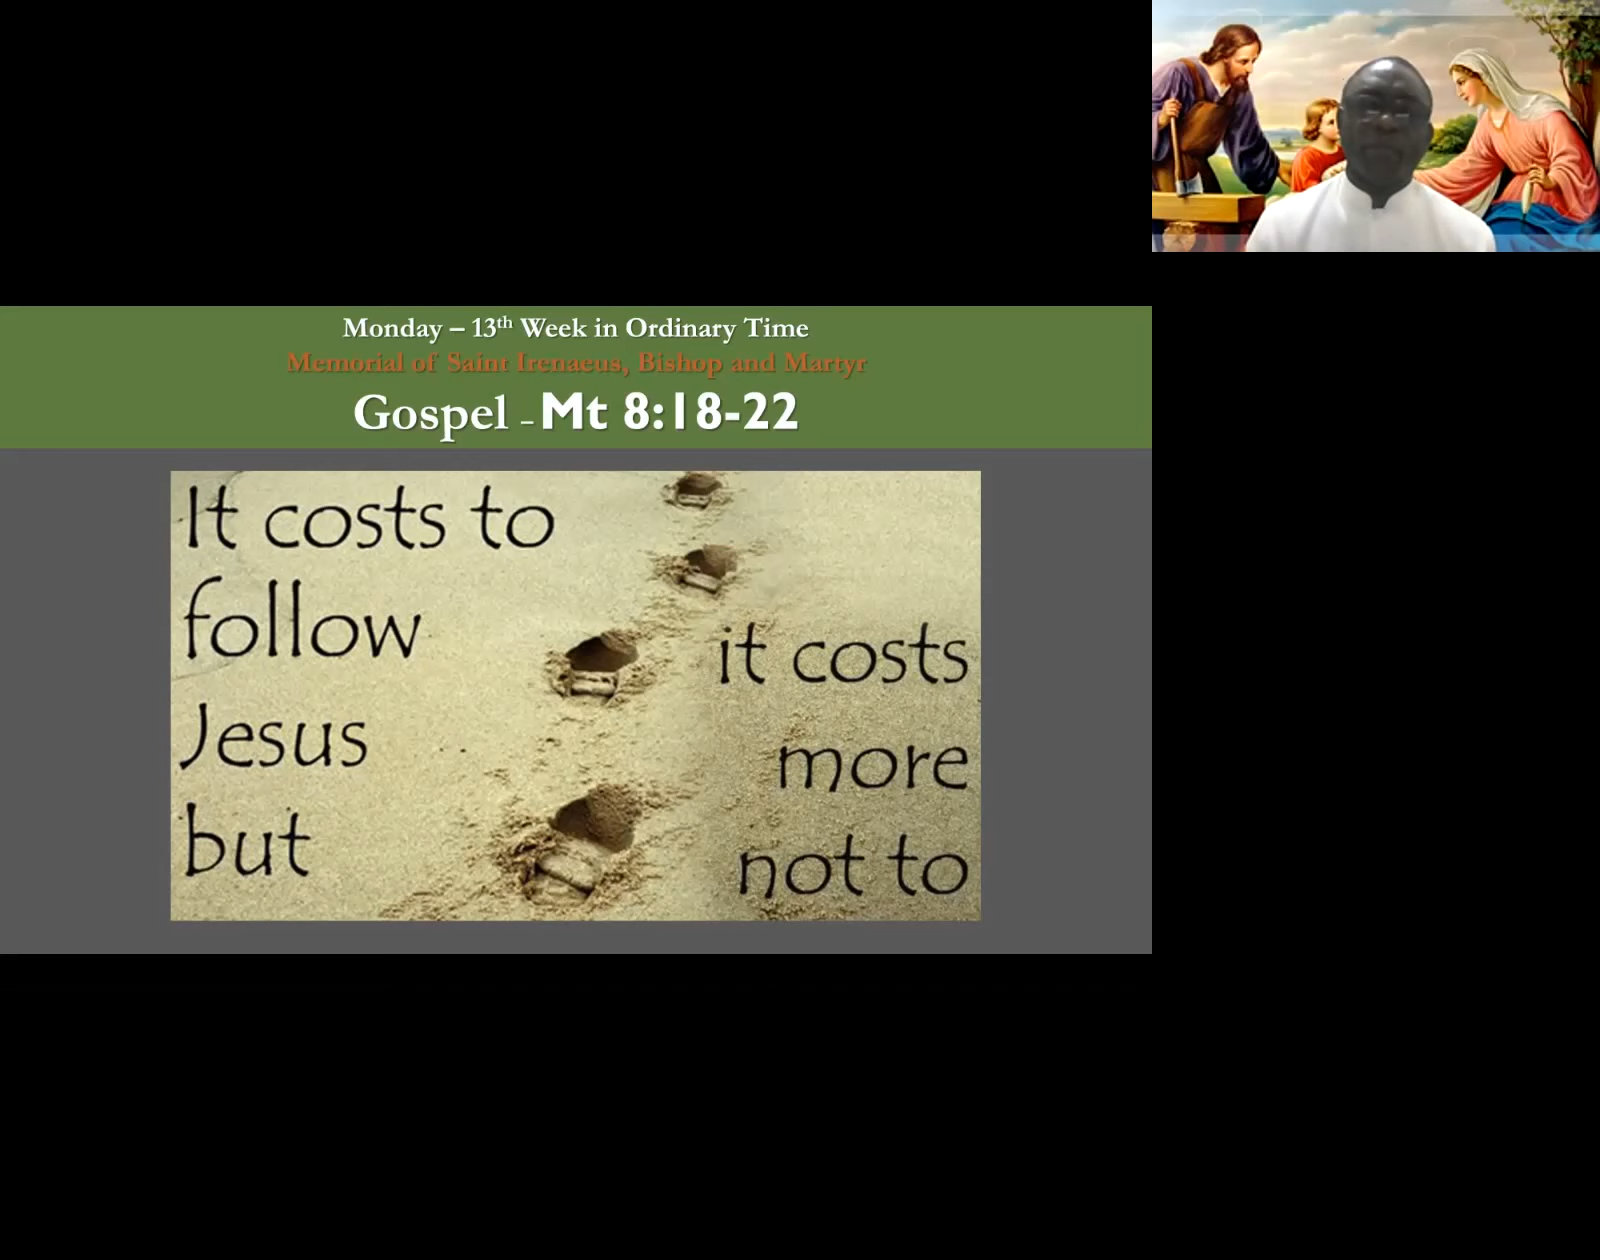 Monday – 13th Week in Ordinary Time
Memorial of Saint Irenaeus, Bishop and Martyr
Gospel - Mt 8:18-22
It costs to
follow
Jesus
but
it costs
more
not to